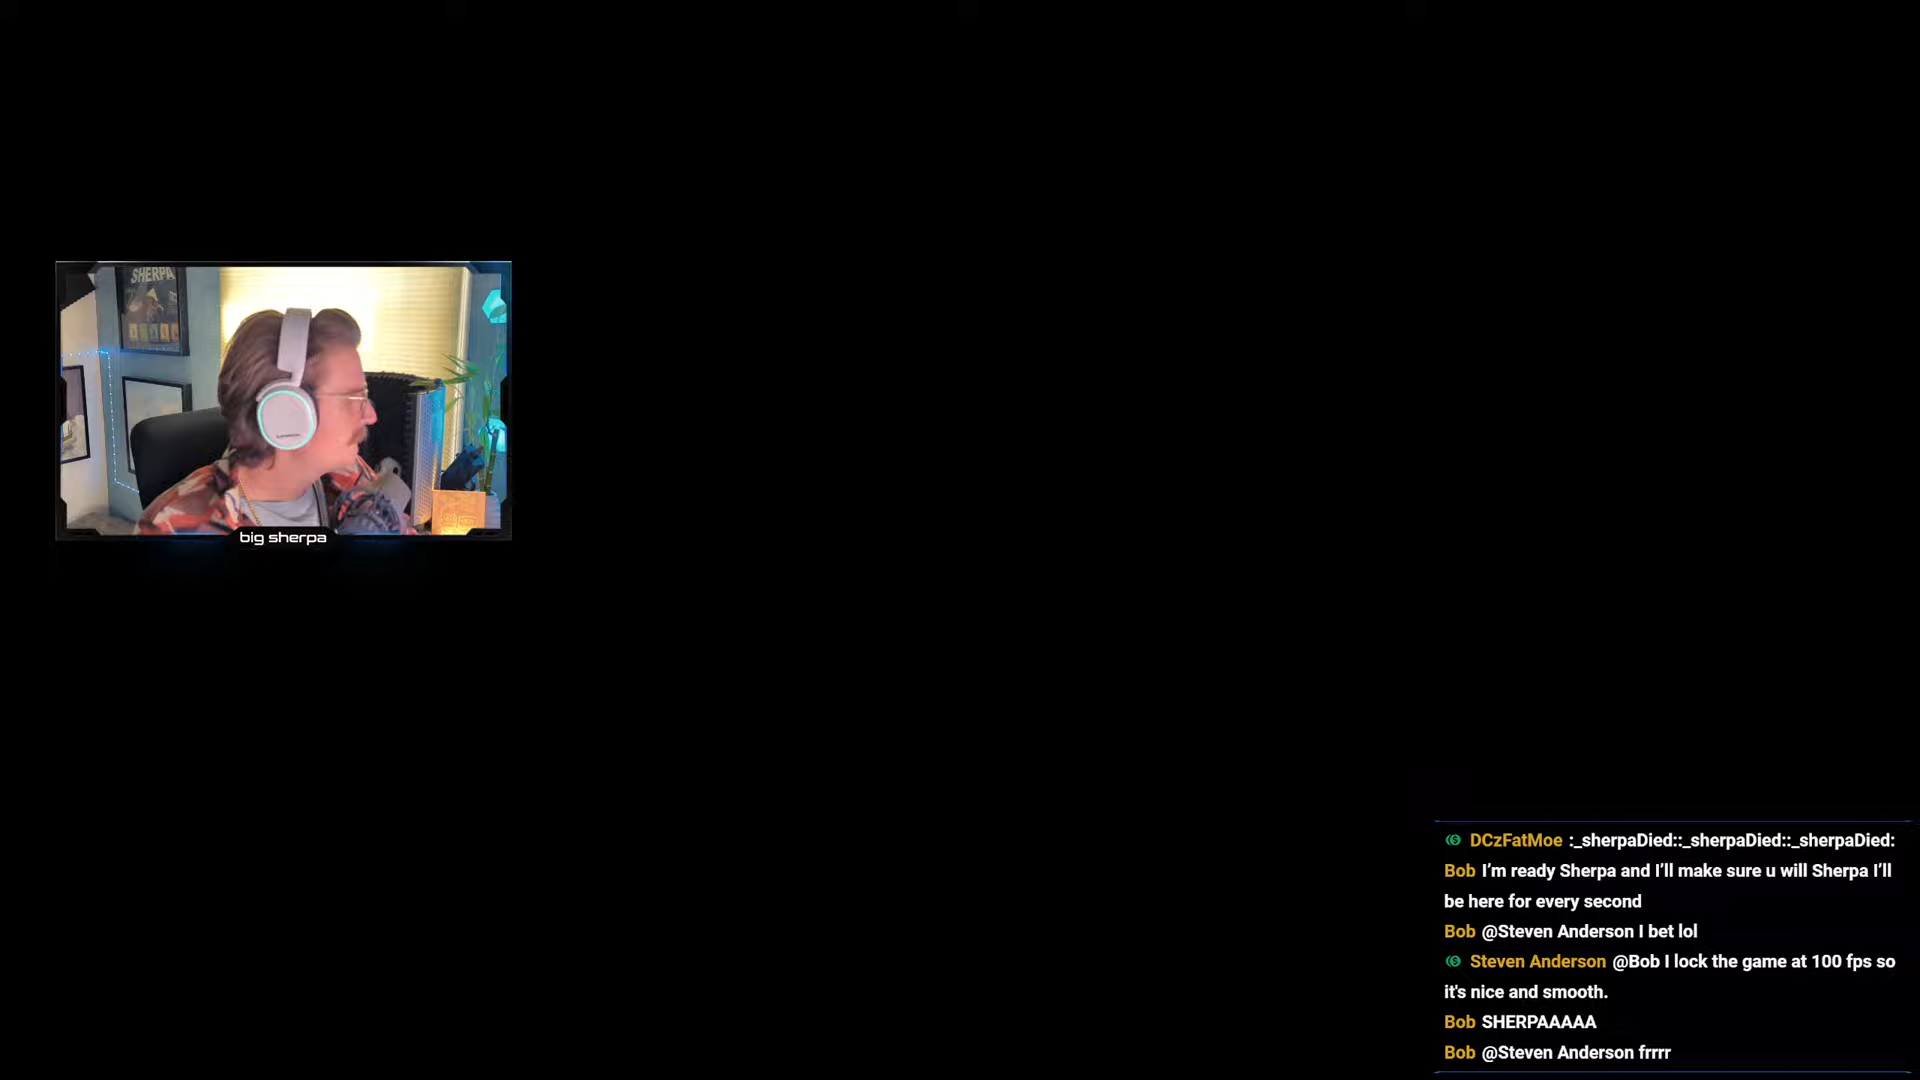 SHERPA
big sherpa
DCzFatMoe :_sherpaDied::_sherpaDied::_sherpaDied:
Bob I’m ready Sherpa and I’ll make sure u will Sherpa I’ll
be here for every second
Bob @Steven Anderson I bet lol
Steven Anderson @Bob I lock the game at 100 fps so
it's nice and smooth.
Bob SHERPAAAAA
Bob @Steven Anderson frrrr